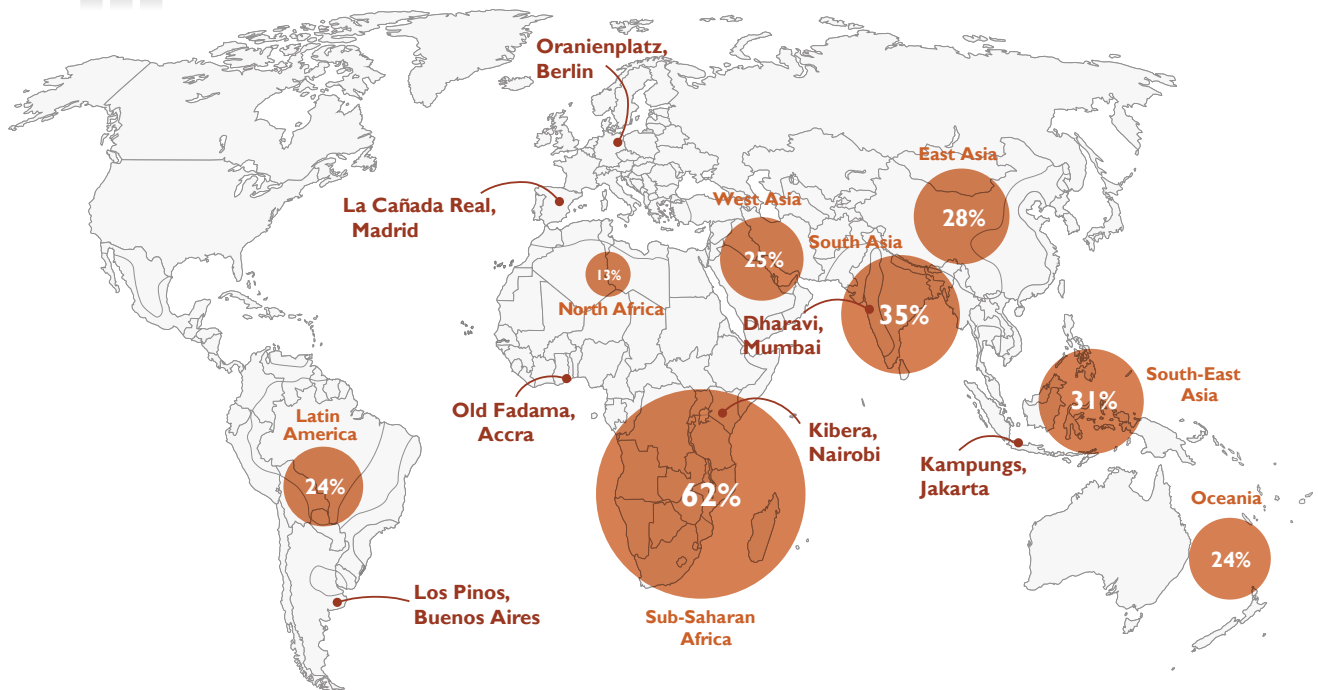 Oranienplatz,
Berlin
East Asia
28%
La Cañada Real,
Madrid
West Asia
25%
South Asia
35%
13%
North Africa
Dharavi,
Mumbai
Old Fadama,
Accra
Latin
America
24%
Kibera,
Nairobi
62%
Sub-Saharan
Africa
South-East
Asia
31%
Kampungs,
Jakarta
Oceania
24%
Los Pinos,
Buenos Aires